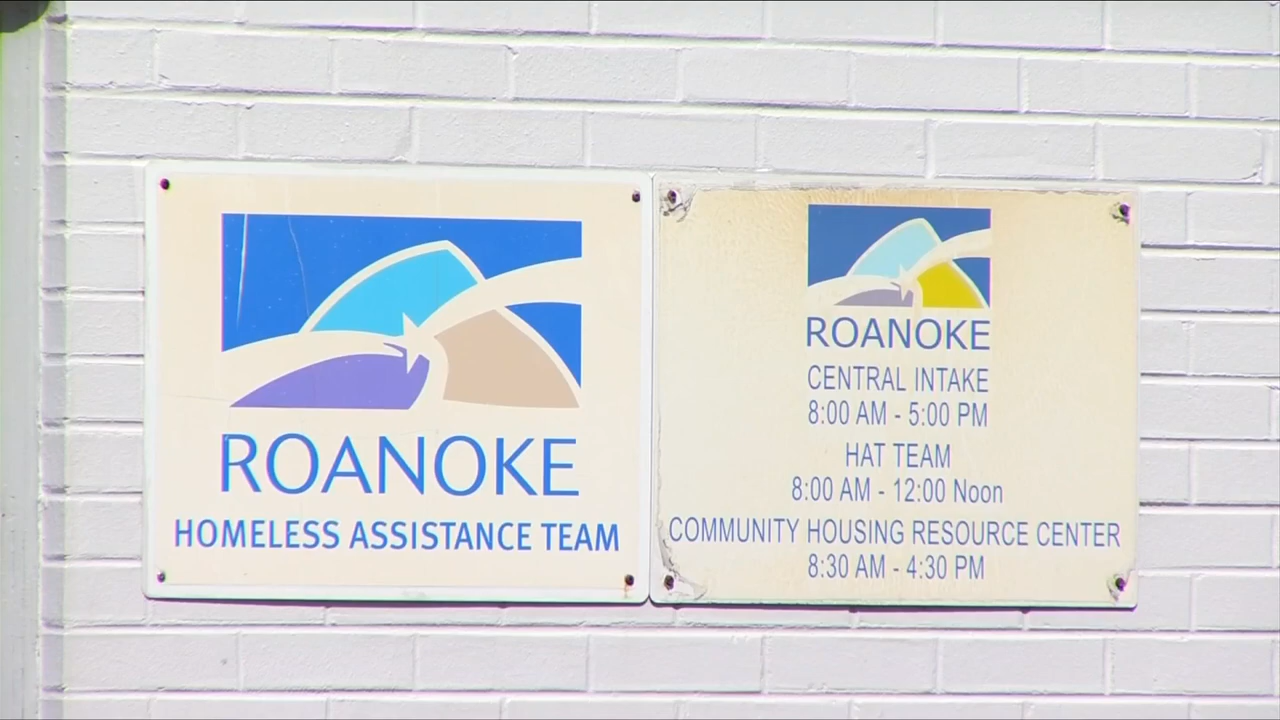 ROANOKE
HOMELESS ASSISTANCE TEAM
ROANOKE
CENTRAL INTAKE
8:00 AM - 5:00 PM
HAT TEAM
8:00 AM - 12:00 Noon
COMMUNITY HOUSING RESOURCE CENTER
8:30 AM - 4:30 PM